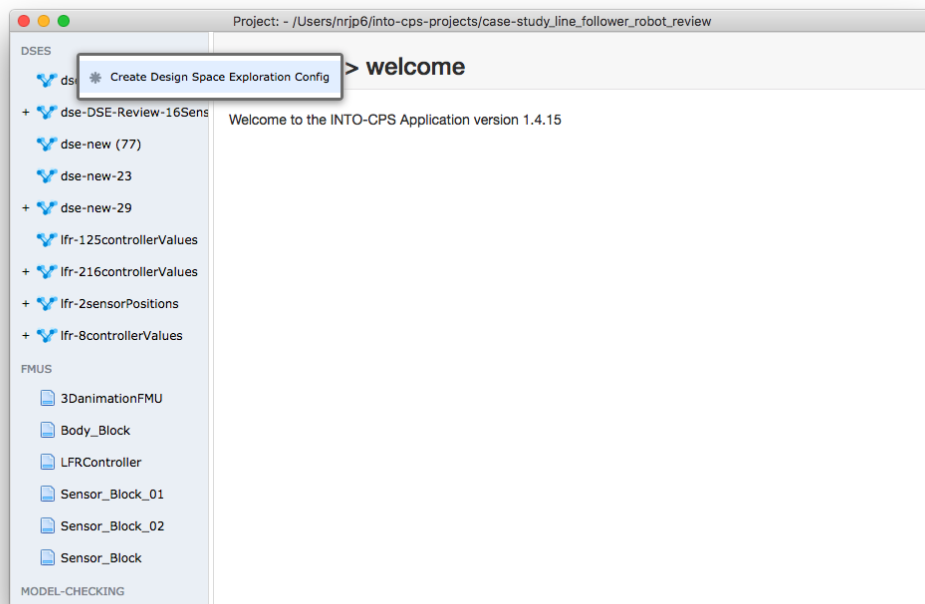 Project: - /Users/nrjp6/into-cps-projects/case-study_line_follower_robot_review
DSES
Create Design Space Exploration Config
> welcome
+ dse-DSE-Review-16Sens
Welcome to the INTO-CPS Application version 1.4.15
dse-new (77)
dse-new-23
+ dse-new-29
lfr-125controllerValues
+ lfr-216controllerValues
+ lfr-2sensorPositions
+ lfr-8controllerValues
FMUS
3DanimationFMU
Body_Block
LFRController
Sensor_Block_01
Sensor_Block_02
Sensor_Block
MODEL-CHECKING